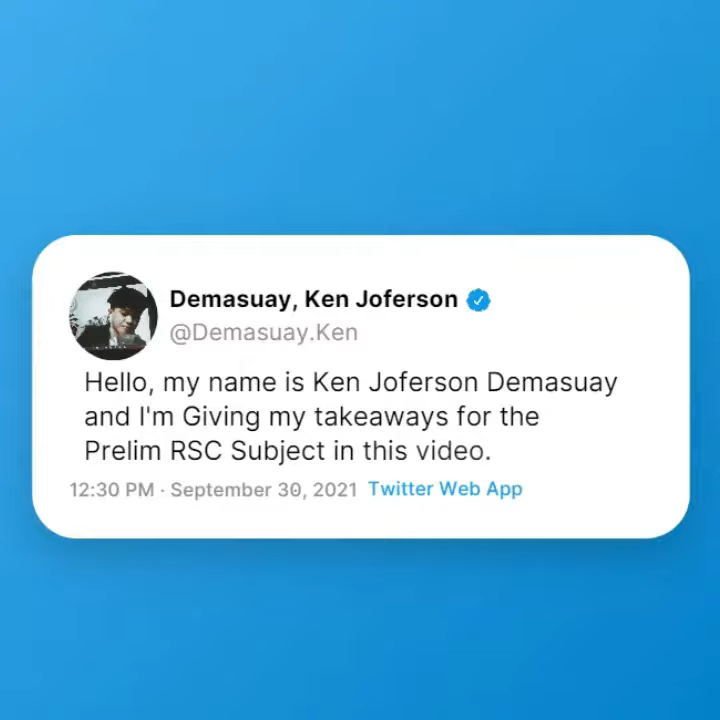 Demasuay, Ken Joferson
@Demasuay.Ken
Hello, my name is Ken Joferson Demasuay
and I'm Giving my takeaways for the
Prelim RSC Subject in this video.
12:30 PM · September 30, 2021 Twitter Web App